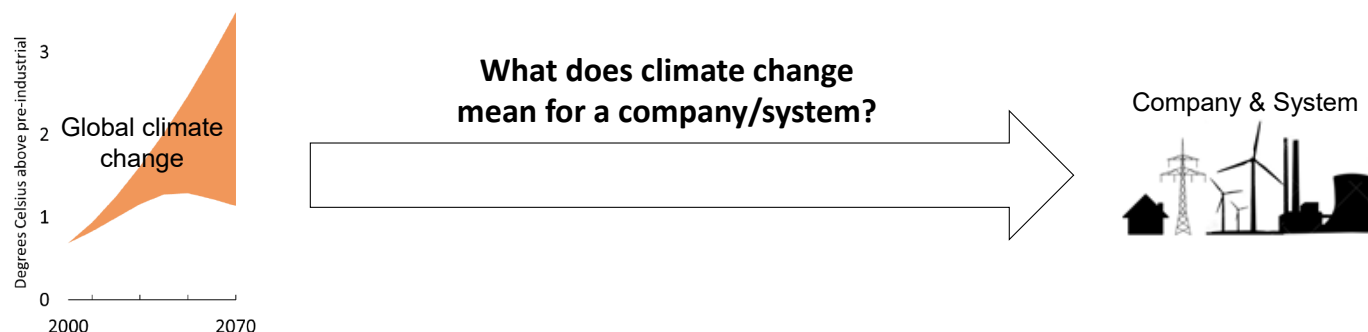 Degrees Celsius above pre-industrial
3
2
1
0
2000
2070
Global climate
change
What does climate change
mean for a company/system?
Company & System